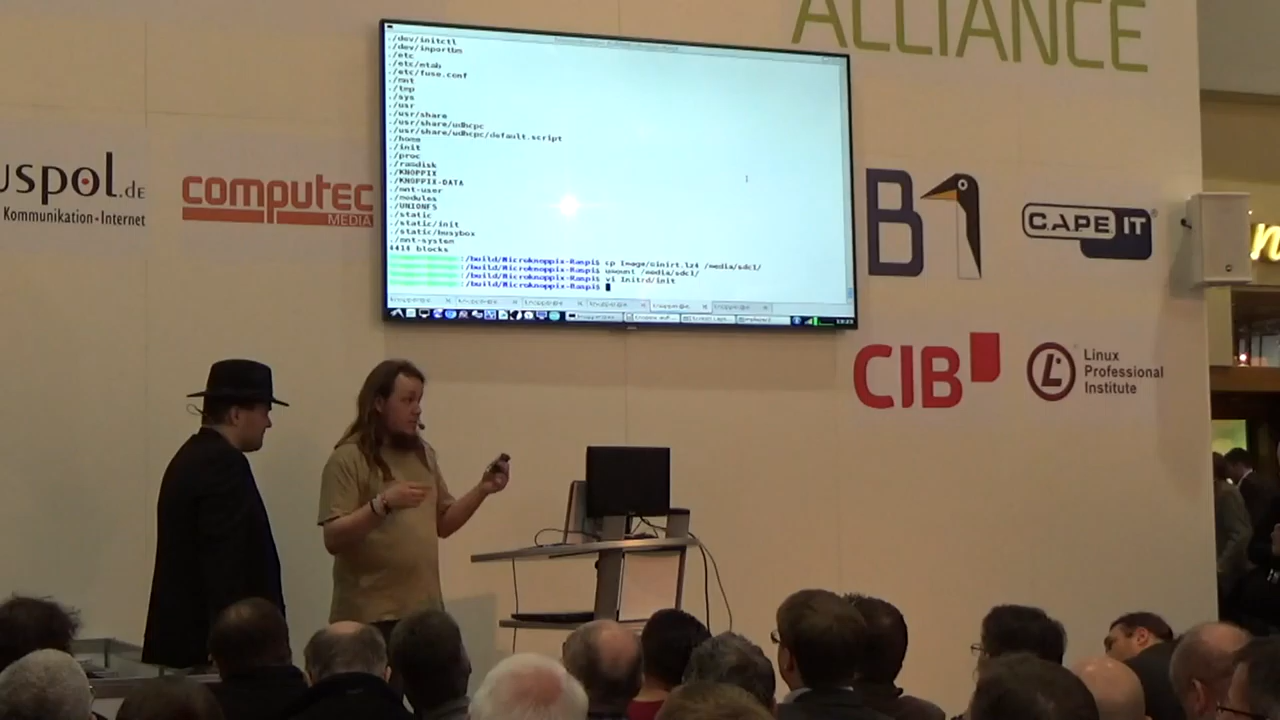 ALLIANCE
./dev/initctl
./dev/inportbm
./etc
./etc/mtab
./etc/fuse.conf
./mnt
./tmp
./sys
./usr
./usr/share
./usr/share/udhcpc
./usr/share/udhcpc/default.script
./home
./init
./proc
./ramdisk
./KNOPPIX
./KNOPPIX-DATA
./mnt-user
./modules
./UNIONFS
./static
./static/init
./static/busybox
./mnt-system
4414 blocks
:/build/Microknoppix-Raspi$ cp Image/minirt.lz4 /media/sdc1/
:/build/Microknoppix-Raspi$ umount /media/sdc1/
:/build/Microknoppix-Raspi$ vi Initrd/init
:/build/Microknoppix-Raspi$
uspol.de
Kommunikation-Internet
computec
MEDIA
B1
C.A.P.E. IT
CIB
Linux
Professional
Institute